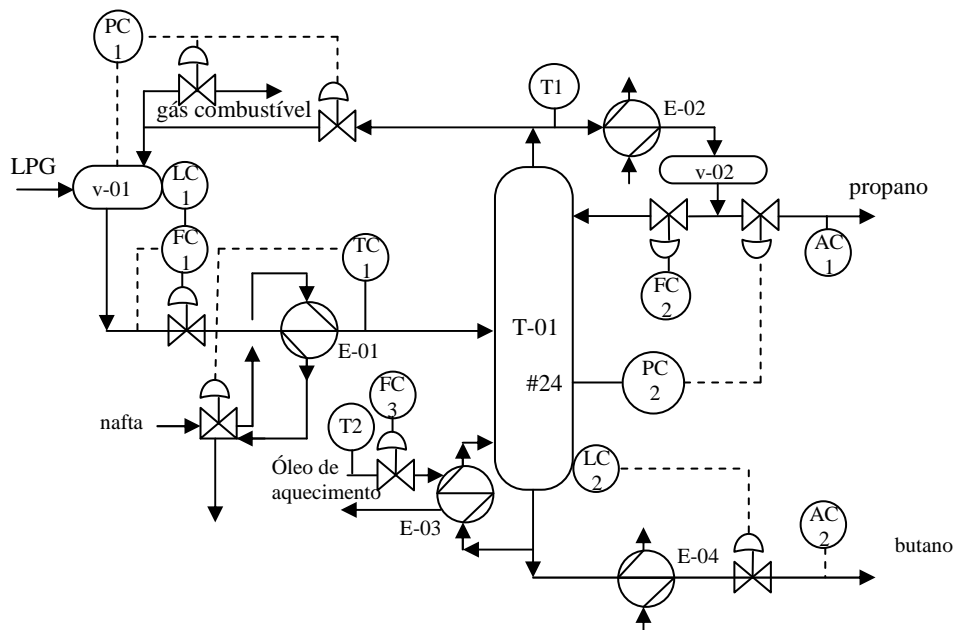 PC
1
gás combustível
T1
E-02
LPG
v-01
LC
1
v-02
propano
FC
1
TC
1
FC
2
AC
1
E-01
T-01
#24
PC
2
nafta
FC
3
T2
Óleo de
aquecimento
E-03
LC
2
AC
2
E-04
butano